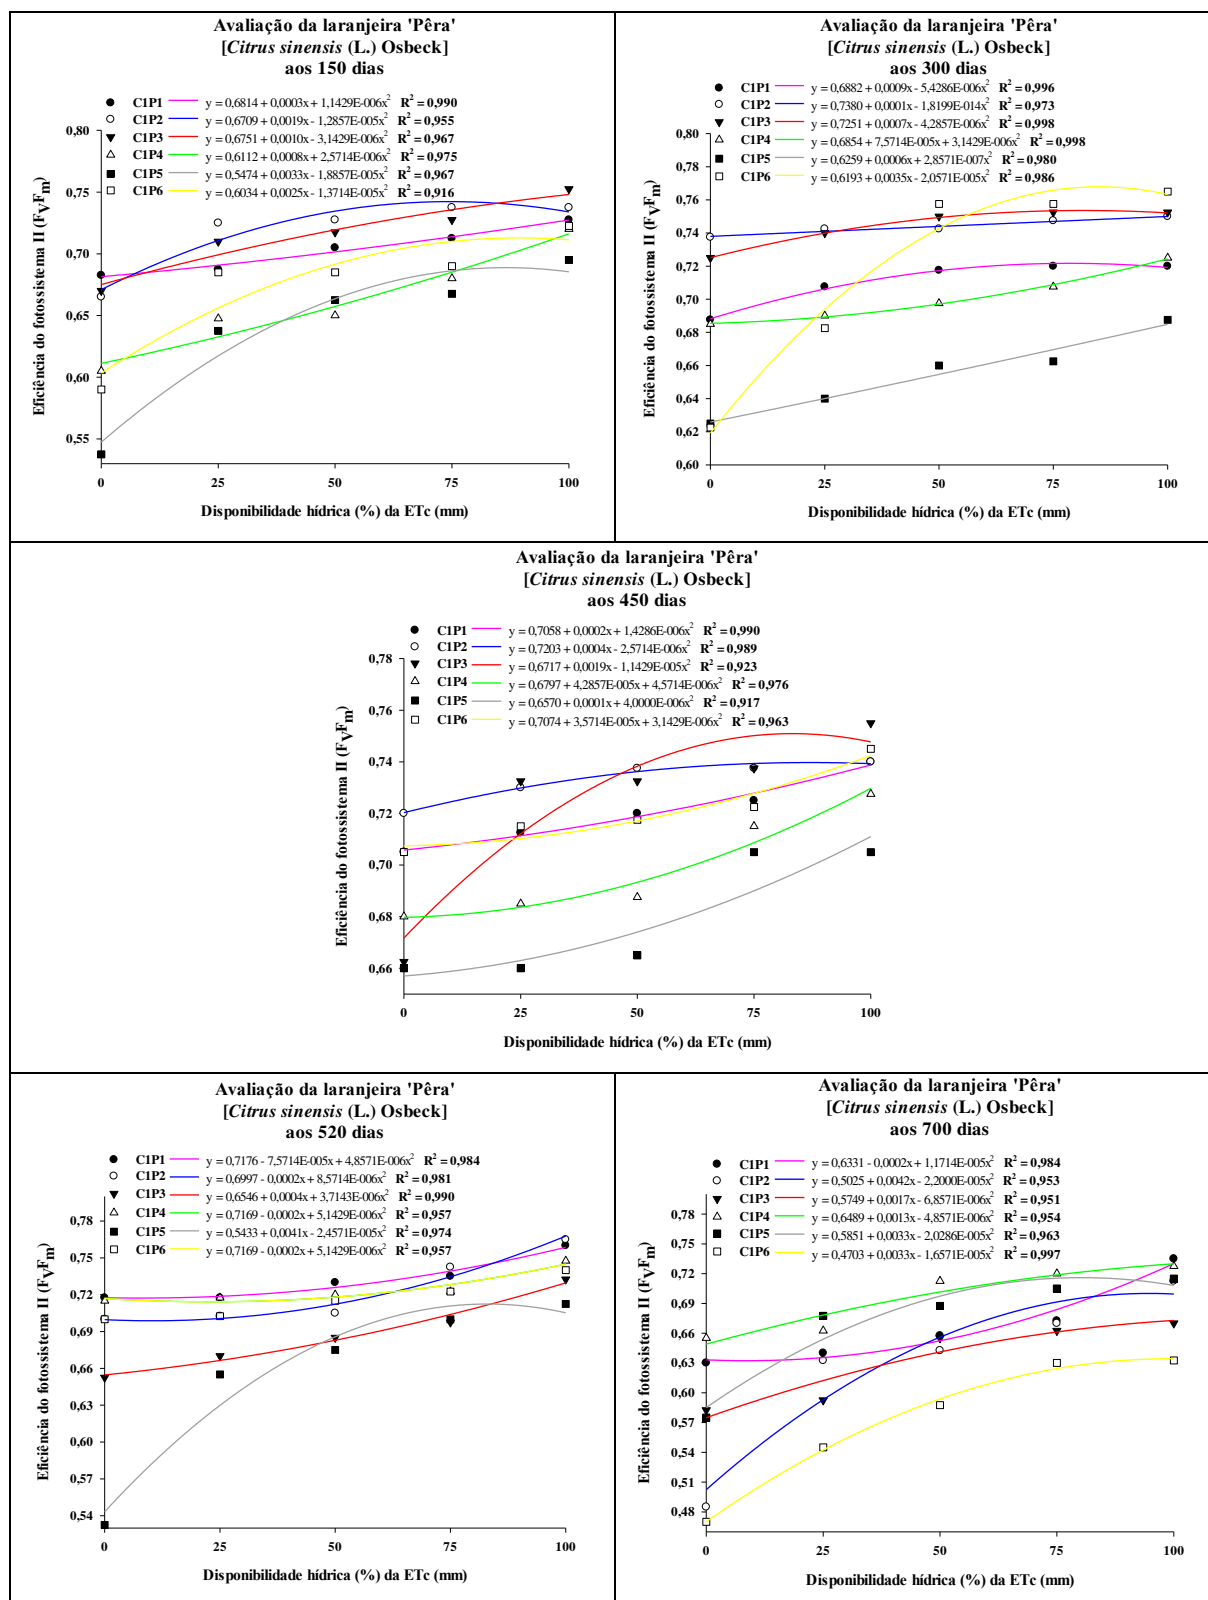 Avaliação da laranjeira 'Pêra'
[Citrus sinensis (L.) Osbeck]
aos 150 dias
C1P1 y = 0,6814 + 0,0003x + 1,1429E-006x² R² = 0,990
C1P2 y = 0,6709 + 0,0019x - 1,2857E-005x² R² = 0,955
C1P3 y = 0,6751 + 0,0010x - 3,1429E-006x² R² = 0,967
C1P4 y = 0,6112 + 0,0008x + 2,5714E-006x² R² = 0,975
C1P5 y = 0,5474 + 0,0033x - 1,8857E-005x² R² = 0,967
C1P6 y = 0,6034 + 0,0025x - 1,3714E-005x² R² = 0,916
Eficiência do fotossistema II (FVFm)
0,80
0,75
0,70
0,65
0,60
0,55
0 25 50 75 100
Disponibilidade hídrica (%) da ETc (mm)
Avaliação da laranjeira 'Pêra'
[Citrus sinensis (L.) Osbeck]
aos 300 dias
C1P1 y = 0,6882 + 0,0009x - 5,4286E-006x² R² = 0,996
C1P2 y = 0,7380 + 0,0001x - 1,8199E-014x² R² = 0,973
C1P3 y = 0,7251 + 0,0007x - 4,2857E-006x² R² = 0,998
C1P4 y = 0,6854 + 7,5714E-005x + 3,1429E-006x² R² = 0,998
C1P5 y = 0,6259 + 0,0006x + 2,8571E-007x² R² = 0,980
C1P6 y = 0,6193 + 0,0035x - 2,0571E-005x² R² = 0,986
Eficiência do fotossistema II (FVFm)
0,80
0,78
0,76
0,74
0,72
0,70
0,68
0,66
0,64
0,62
0,60
0 25 50 75 100
Disponibilidade hídrica (%) da ETc (mm)
Avaliação da laranjeira 'Pêra'
[Citrus sinensis (L.) Osbeck]
aos 450 dias
C1P1 y = 0,7058 + 0,0002x + 1,4286E-006x² R² = 0,990
C1P2 y = 0,7203 + 0,0004x - 2,5714E-006x² R² = 0,989
C1P3 y = 0,6717 + 0,0019x - 1,1429E-005x² R² = 0,923
C1P4 y = 0,6797 + 4,2857E-005x + 4,5714E-006x² R² = 0,976
C1P5 y = 0,6570 + 0,0001x + 4,0000E-006x² R² = 0,917
C1P6 y = 0,7074 + 3,5714E-005x + 3,1429E-006x² R² = 0,963
Eficiência do fotossistema II (FVFm)
0,78
0,76
0,74
0,72
0,70
0,68
0,66
0 25 50 75 100
Disponibilidade hídrica (%) da ETc (mm)
Avaliação da laranjeira 'Pêra'
[Citrus sinensis (L.) Osbeck]
aos 520 dias
C1P1 y = 0,7176 - 7,5714E-005x + 4,8571E-006x² R² = 0,984
C1P2 y = 0,6997 - 0,0002x + 8,5714E-006x² R² = 0,981
C1P3 y = 0,6546 + 0,0004x + 3,7143E-006x² R² = 0,990
C1P4 y = 0,7169 - 0,0002x + 5,1429E-006x² R² = 0,957
C1P5 y = 0,5433 + 0,0041x - 2,4571E-005x² R² = 0,974
C1P6 y = 0,7169 - 0,0002x + 5,1429E-006x² R² = 0,957
Eficiência do fotossistema II (FVFm)
0,78
0,75
0,72
0,69
0,66
0,63
0,60
0,57
0,54
0 25 50 75 100
Disponibilidade hídrica (%) da ETc (mm)
Avaliação da laranjeira 'Pêra'
[Citrus sinensis (L.) Osbeck]
aos 700 dias
C1P1 y = 0,6331 - 0,0002x + 1,1714E-005x² R² = 0,984
C1P2 y = 0,5025 + 0,0042x - 2,2000E-005x² R² = 0,953
C1P3 y = 0,5749 + 0,0017x - 6,8571E-006x² R² = 0,951
C1P4 y = 0,6489 + 0,0013x - 4,8571E-006x² R² = 0,954
C1P5 y = 0,5851 + 0,0033x - 2,0286E-005x² R² = 0,963
C1P6 y = 0,4703 + 0,0033x - 1,6571E-005x² R² = 0,997
Eficiência do fotossistema II (FVFm)
0,78
0,75
0,72
0,69
0,66
0,63
0,60
0,57
0,54
0,51
0,48
0 25 50 75 100
Disponibilidade hídrica (%) da ETc (mm)